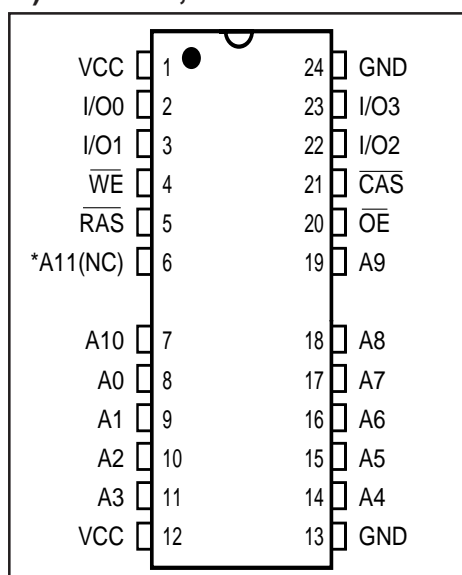 VCC 1 24 GND
I/O0 2 23 I/O3
I/O1 3 22 I/O2
WE 4 21 CAS
RAS 5 20 OE
*A11(NC) 6 19 A9
A10 7 18 A8
A0 8 17 A7
A1 9 16 A6
A2 10 15 A5
A3 11 14 A4
VCC 12 13 GND